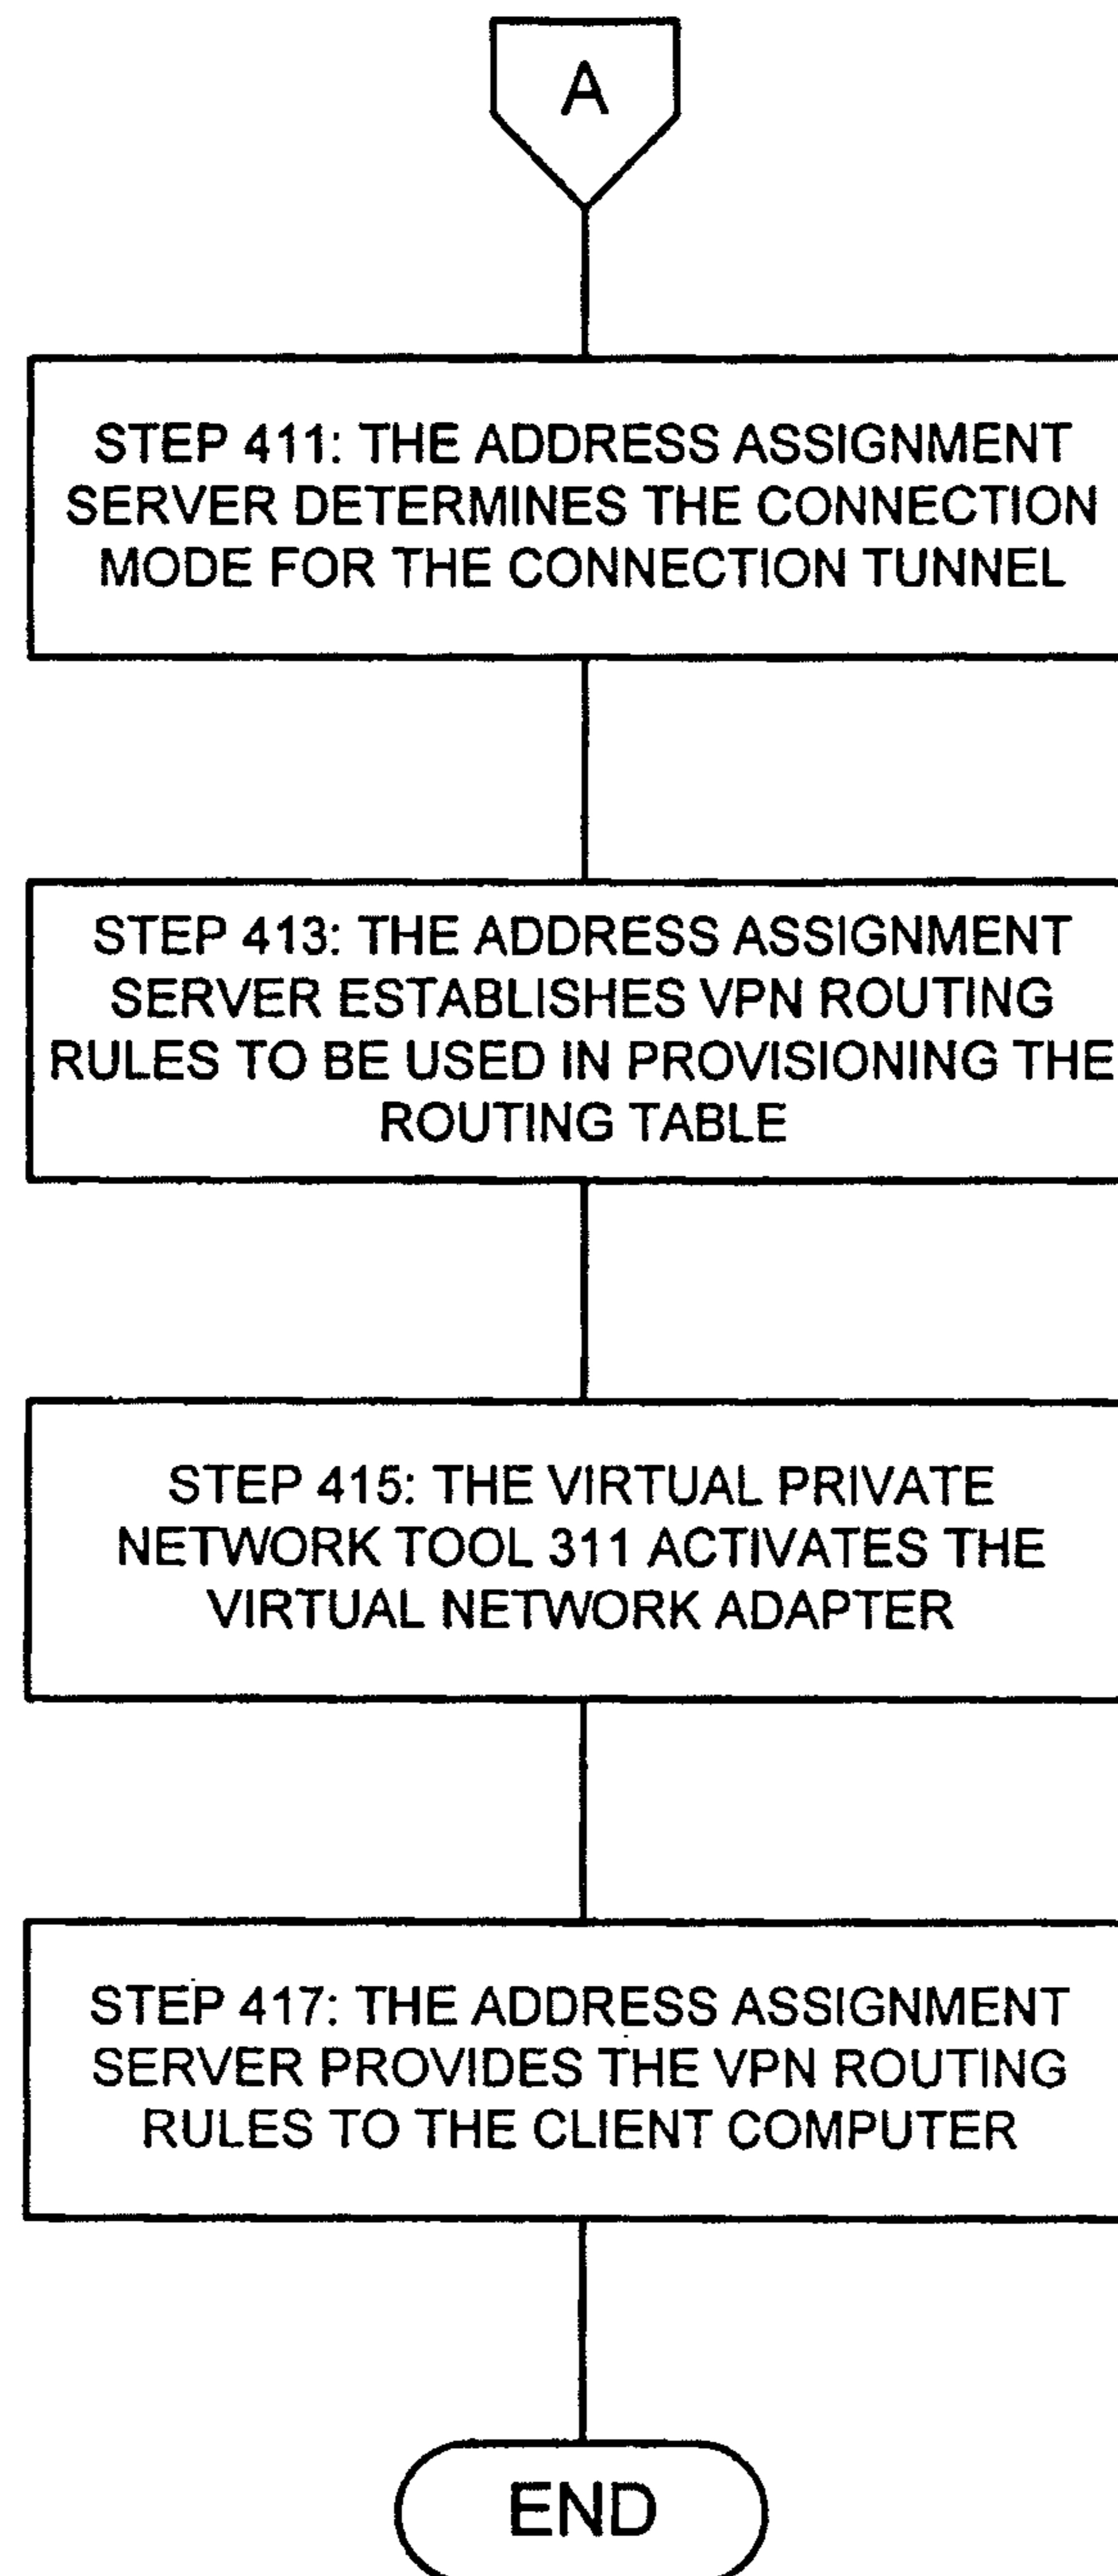 A
STEP 411: THE ADDRESS ASSIGNMENT
SERVER DETERMINES THE CONNECTION
MODE FOR THE CONNECTION TUNNEL
STEP 413: THE ADDRESS ASSIGNMENT
SERVER ESTABLISHES VPN ROUTING
RULES TO BE USED IN PROVISIONING THE
ROUTING TABLE
STEP 415: THE VIRTUAL PRIVATE
NETWORK TOOL 311 ACTIVATES THE
VIRTUAL NETWORK ADAPTER
STEP 417: THE ADDRESS ASSIGNMENT
SERVER PROVIDES THE VPN ROUTING
RULES TO THE CLIENT COMPUTER
END